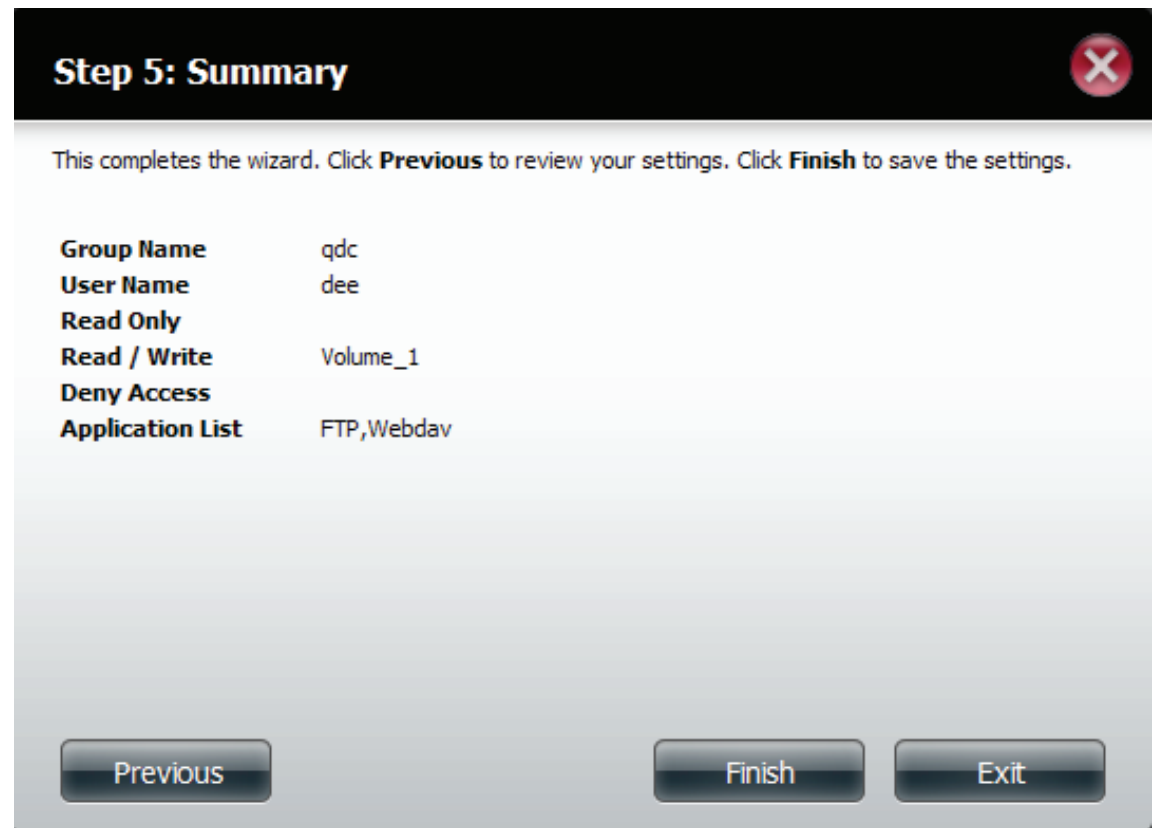 Step 5: Summary
This completes the wizard. Click Previous to review your settings. Click Finish to save the settings.
Group Name qdc
User Name dee
Read Only
Read / Write Volume_1
Deny Access
Application List FTP,Webdav
Previous Finish Exit